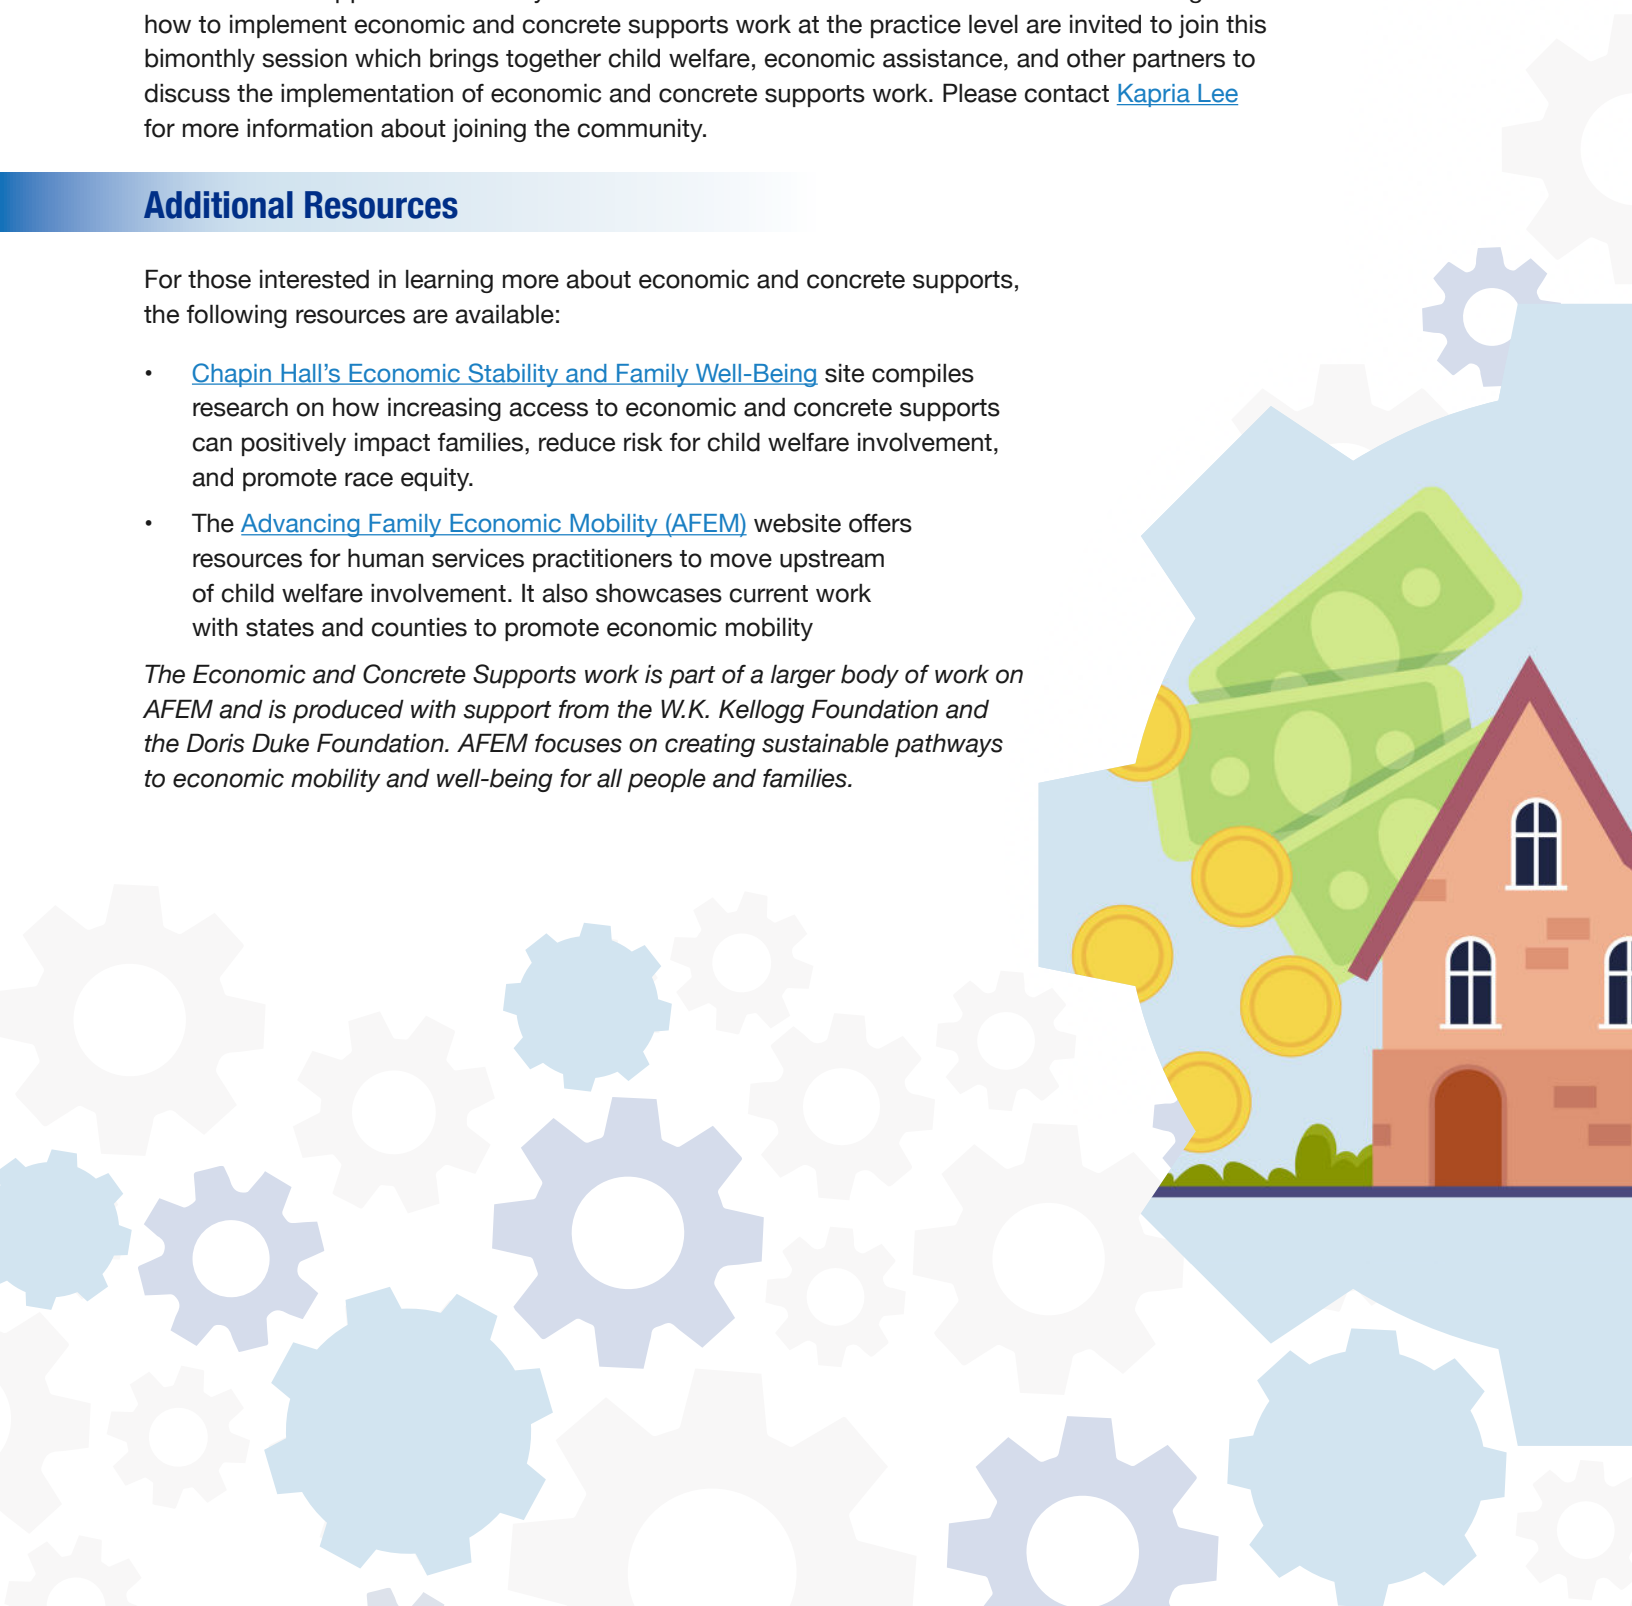 how to implement economic and concrete supports work at the practice level are invited to join this
bimonthly session which brings together child welfare, economic assistance, and other partners to
discuss the implementation of economic and concrete supports work. Please contact Kapria Lee
for more information about joining the community.
Additional Resources
For those interested in learning more about economic and concrete supports,
the following resources are available:
• Chapin Hall’s Economic Stability and Family Well-Being site compiles
research on how increasing access to economic and concrete supports
can positively impact families, reduce risk for child welfare involvement,
and promote race equity.
• The Advancing Family Economic Mobility (AFEM) website offers
resources for human services practitioners to move upstream
of child welfare involvement. It also showcases current work
with states and counties to promote economic mobility
The Economic and Concrete Supports work is part of a larger body of work on
AFEM and is produced with support from the W.K. Kellogg Foundation and
the Doris Duke Foundation. AFEM focuses on creating sustainable pathways
to economic mobility and well-being for all people and families.